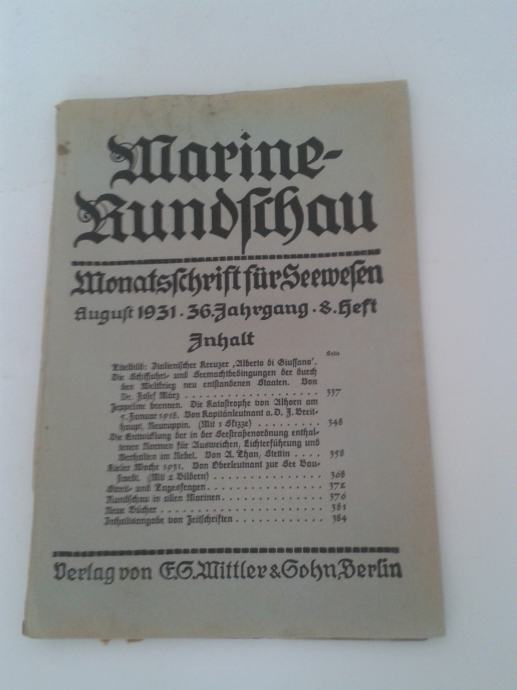 Marine-
Rundschau
Monatsschrift für Seewesen
August 1931 · 36. Jahrgang · 8. Heft
Inhalt
Seite
Titelbild: Italienischer Kreuzer „Alberto di Giussano".
Die Schiffahrt- und Seemachtbedingungen der durch
den Weltkrieg neu entstandenen Staaten. Von
Dr. Josef März . . . . . . . . . . . . . . . . . 337
Zeppeline brennen. Die Katastrophe von Alhorn am
5. Januar 1918. Von Kapitänleutnant a. D. J. Breit-
haupt, Neuruppin. (Mit 1 Skizze) . . . . . . . . . 348
Die Entwicklung der in der Seestraßenordnung enthal-
tenen Normen für Ausweichen, Lichterführung und
Verhalten im Nebel. Von A. Than, Stettin . . . . 358
Kieler Woche 1931. Von Oberleutnant zur See
(Mit 2 Bildern) . . . . . . . . . . . . . . 368
Streit- und Tagesfragen . . . . . . . . . . . . . . 372
Rundschau in allen Marinen . . . . . . . . . . . . 376
Neue Bücher . . . . . . . . . . . . . . . . . . . 381
Inhaltsangabe von Zeitschriften . . . . . . . . . . . 384
Verlag von E. S. Mittler & Sohn, Berlin